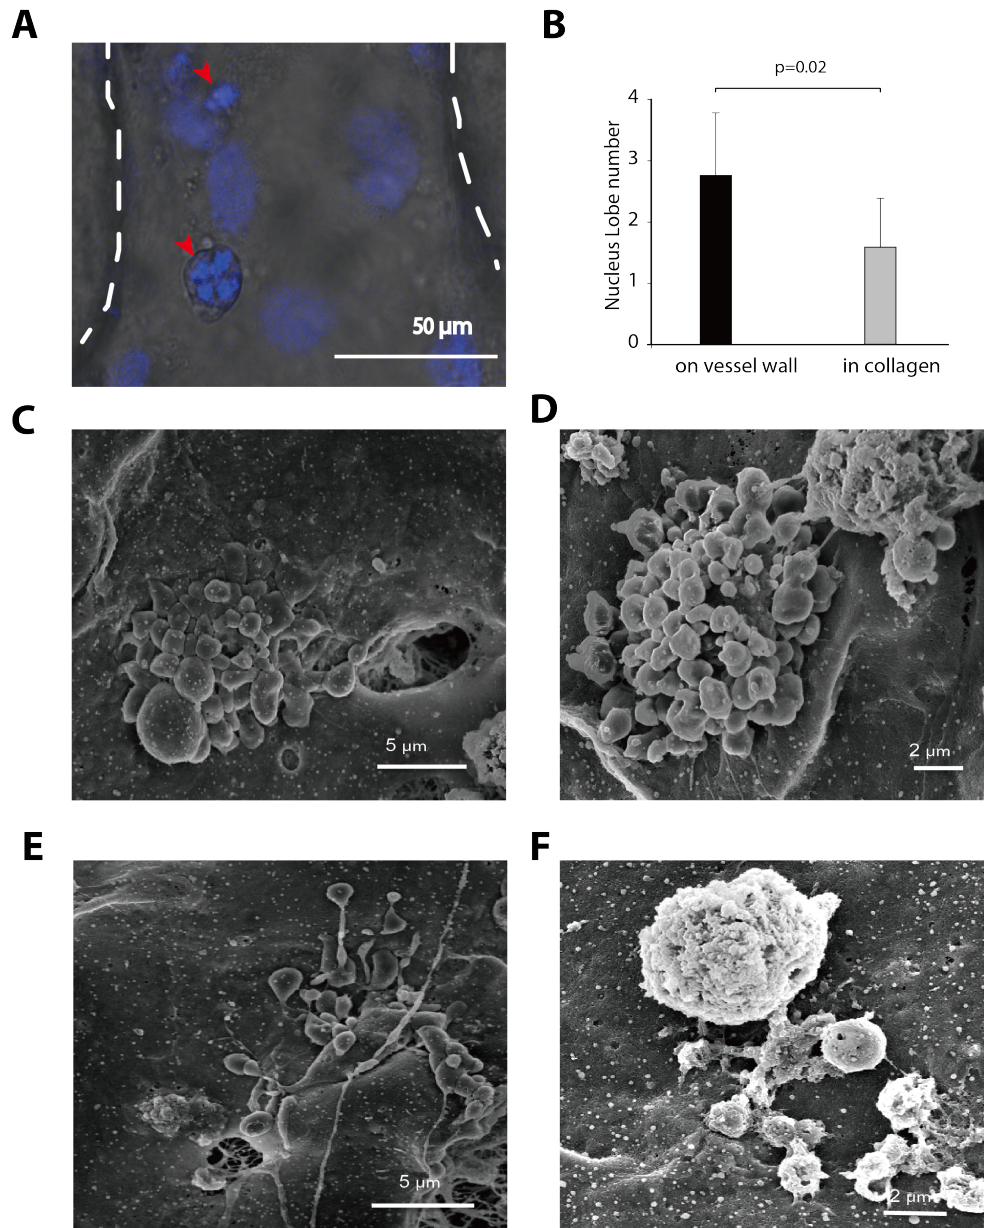 A
50 µm
B
p=0.02
4
3
2
1
0
Nucleus Lobe number
on vessel wall
in collagen
C
5 µm
D
2 µm
E
5 µm
F
2 µm